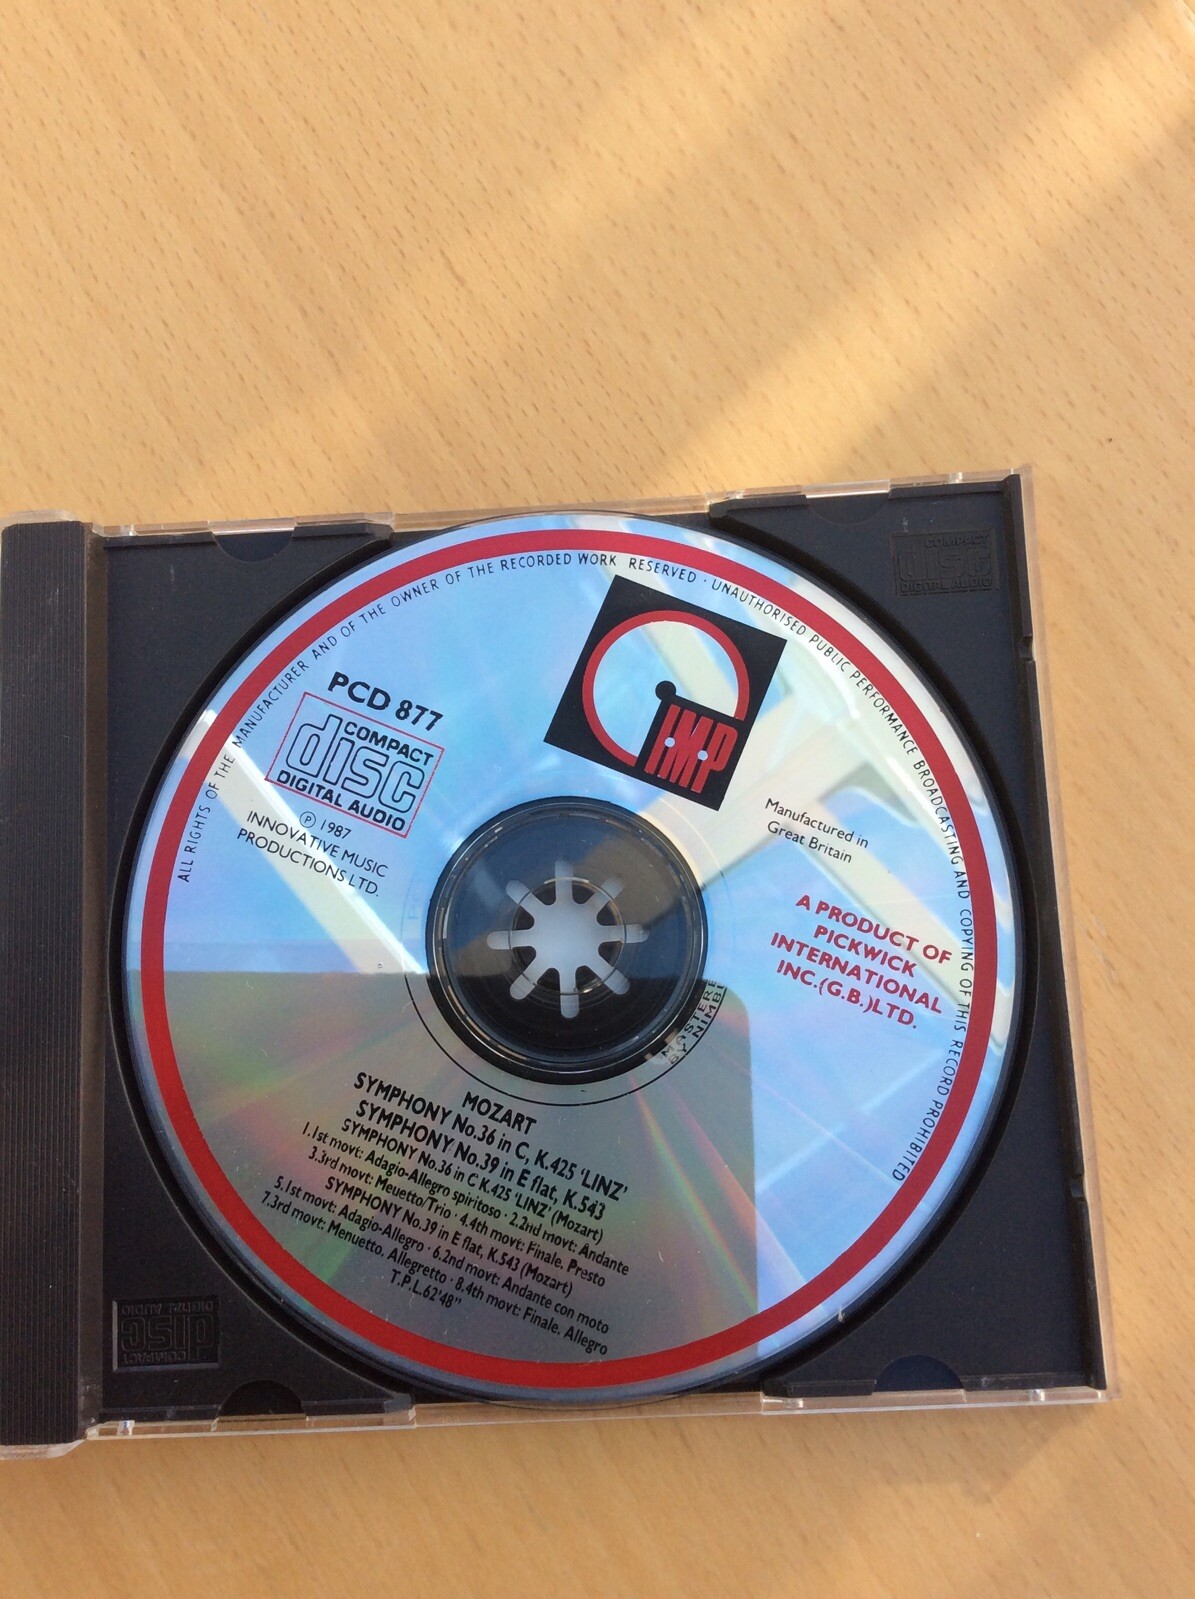 ALL RIGHTS OF THE MANUFACTURER AND OF THE OWNER OF THE RECORDED WORK RESERVED · UNAUTHORISED PUBLIC PERFORMANCE BROADCASTING AND COPYING OF THIS RECORD PROHIBITED
PCD 877
COMPACT
disc
DIGITAL AUDIO
℗ 1987
INNOVATIVE MUSIC
PRODUCTIONS LTD.
I·M·P
Manufactured in
Great Britain
A PRODUCT OF
PICKWICK
INTERNATIONAL
INC.(G.B.)LTD.
MASTERE
BY NIMB
MOZART
SYMPHONY No.36 in C, K.425 'LINZ'
SYMPHONY No.39 in E flat, K.543
SYMPHONY No.36 in C K.425 'LINZ' (Mozart)
1.1st movt: Adagio-Allegro spiritoso · 2.2nd movt: Andante
3.3rd movt: Meuetto/Trio · 4.4th movt: Finale. Presto
SYMPHONY No.39 in E flat, K.543 (Mozart)
5.1st movt: Adagio-Allegro · 6.2nd movt: Andante con moto
7.3rd movt: Menuetto. Allegretto · 8.4th movt: Finale. Allegro
T.P.L.62'48"
COMPACT
disc
DIGITAL AUDIO
COMPACT
disc
DIGITAL AUDIO